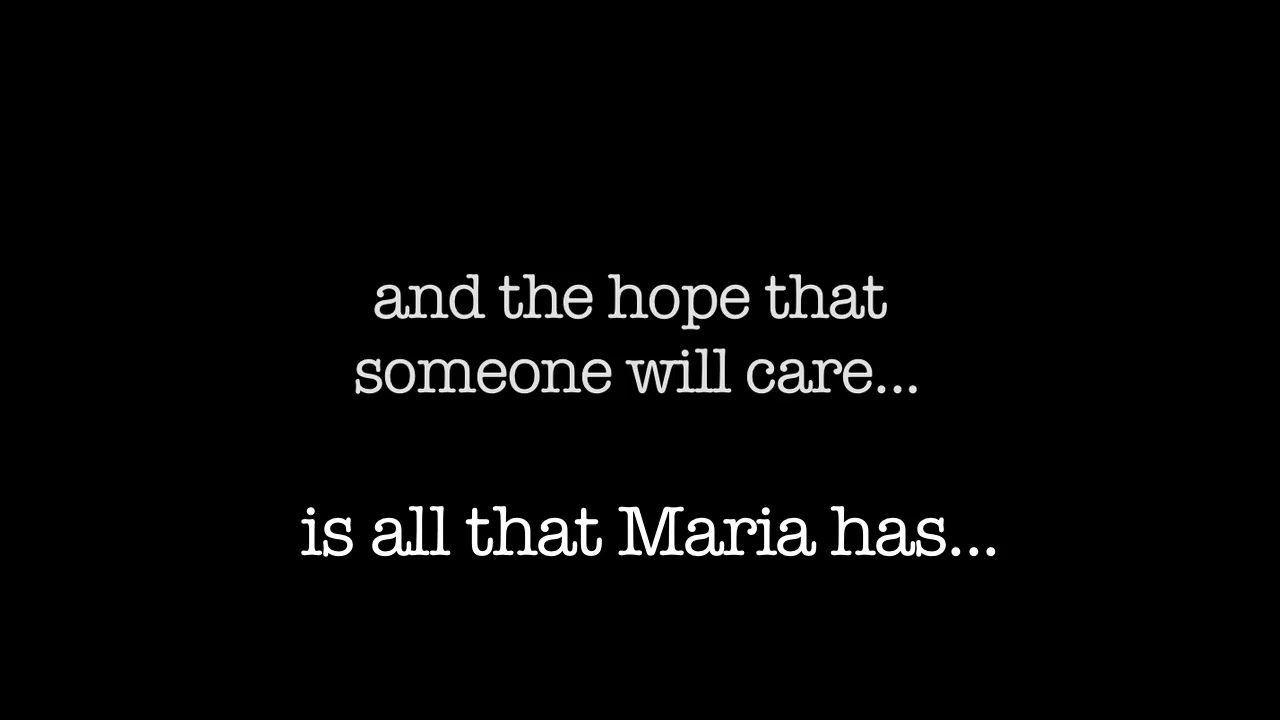 and the hope that
someone will care...
is all that Maria has...